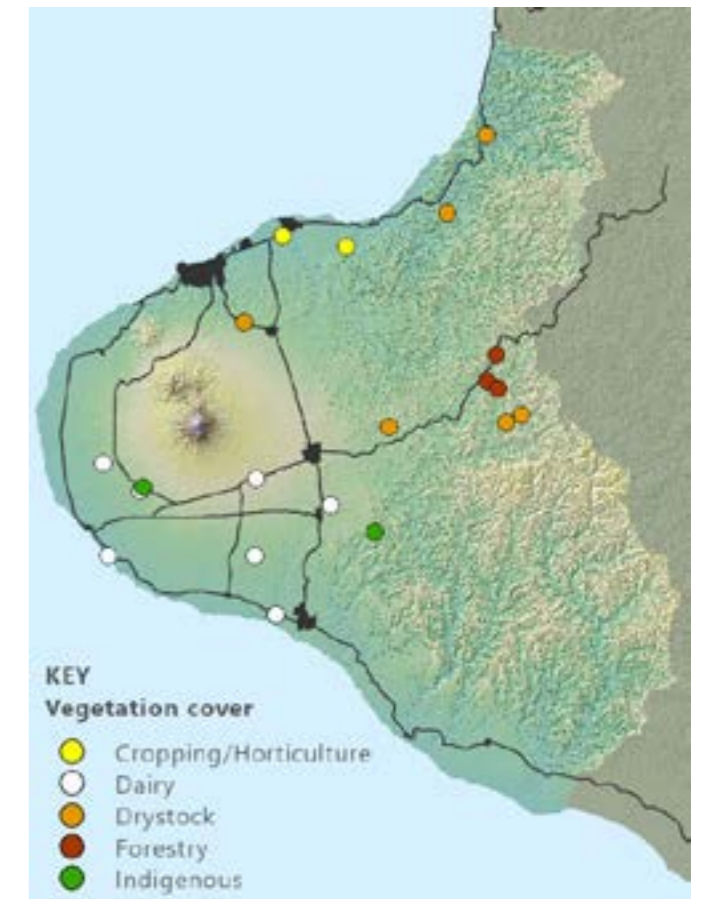 KEY
Vegetation cover
Cropping/Horticulture
Dairy
Drystock
Forestry
Indigenous